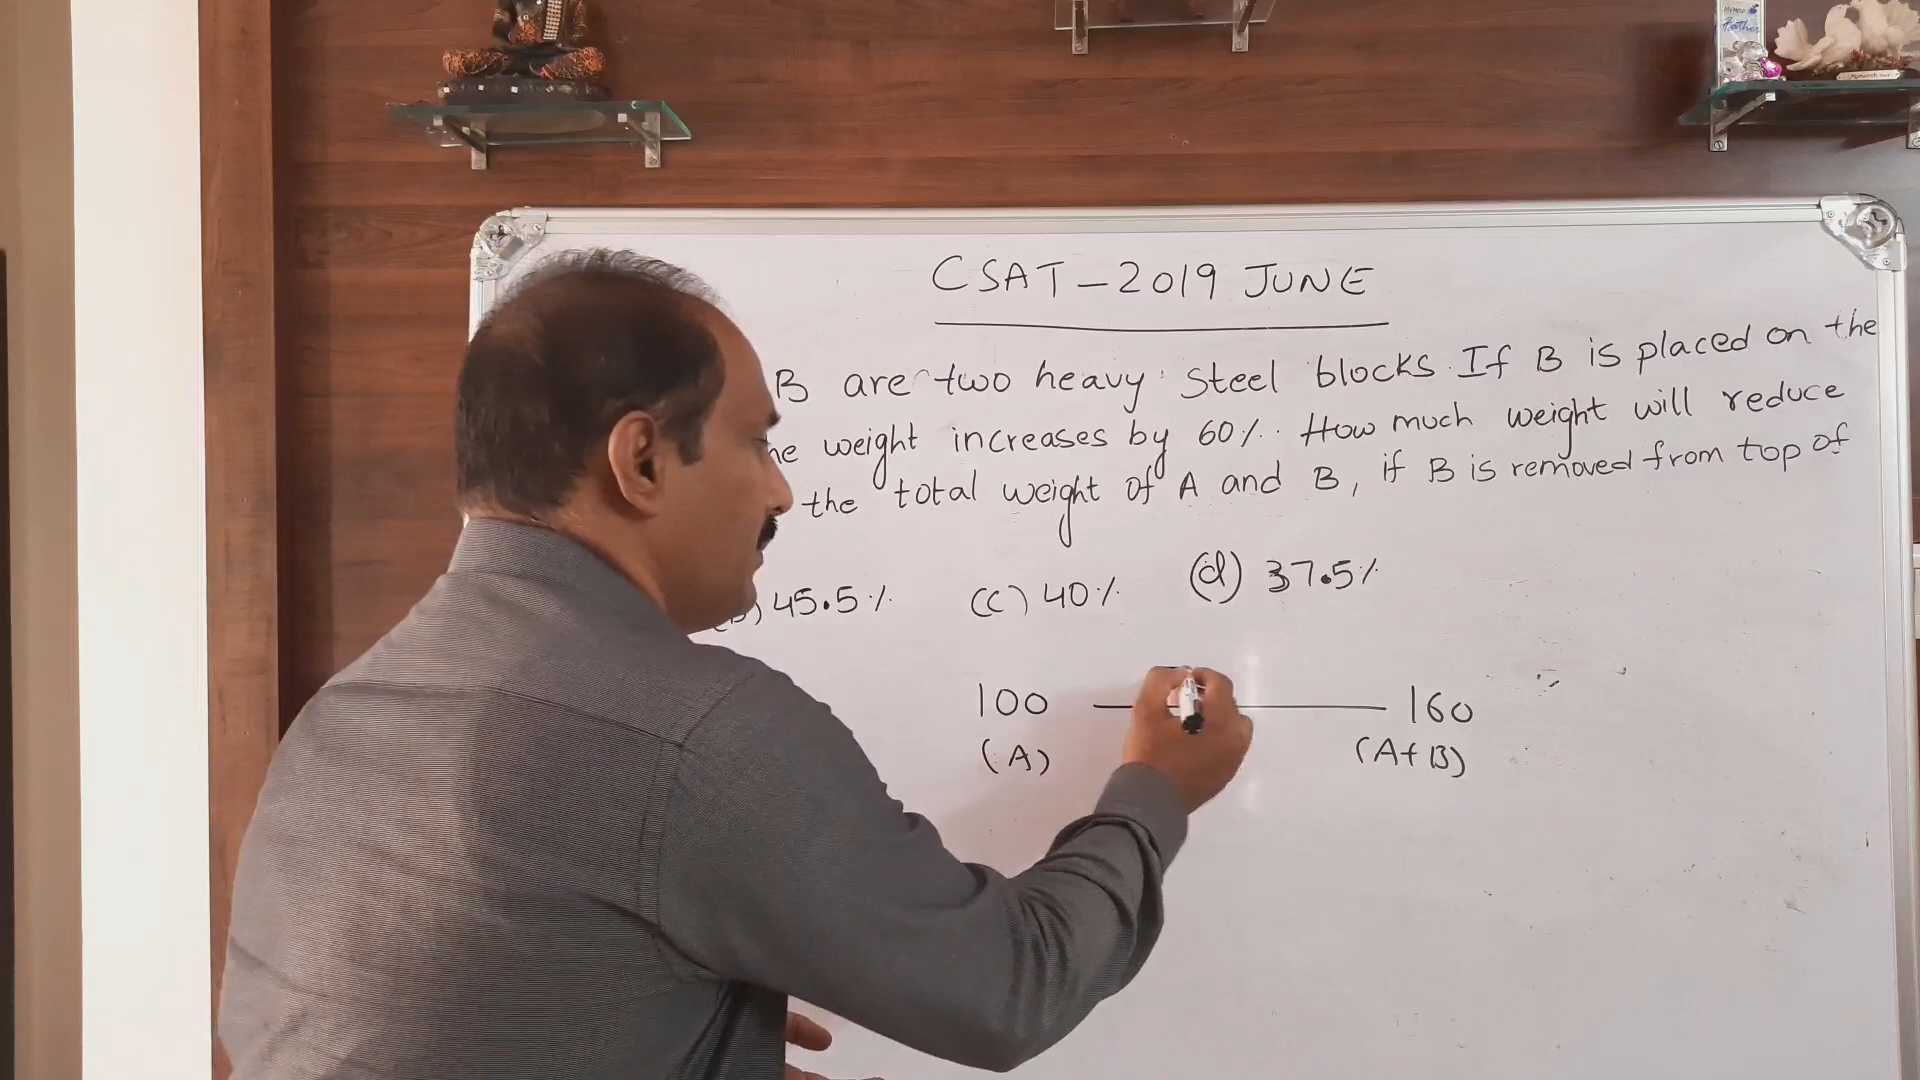 CSAT-2019 JUNE
B are two heavy steel blocks. If B is placed on the
he weight increases by 60%. How much weight will reduce
the total weight of A and B, if B is removed from top of
(B) 45.5% (C) 40% (d) 37.5%
100 160
(A) (A+B)